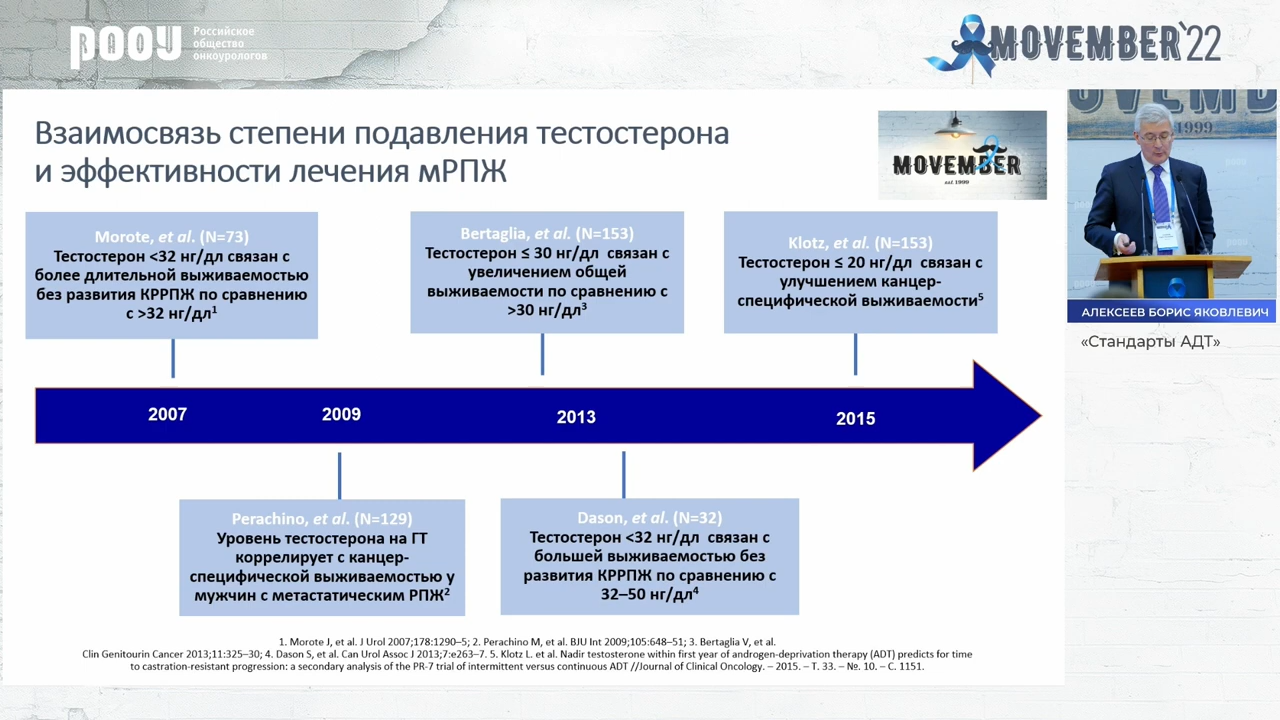 РООУ
Российское
общество
онкоурологов
MOVEMBER'22
Взаимосвязь степени подавления тестостерона
и эффективности лечения мРПЖ
MOVEMBER
est. 1999
Morote, et al. (N=73)
Тестостерон <32 нг/дл связан с
более длительной выживаемостью
без развития КРРПЖ по сравнению
с >32 нг/дл1
Bertaglia, et al. (N=153)
Тестостерон ≤ 30 нг/дл связан с
увеличением общей
выживаемости по сравнению с
>30 нг/дл3
Klotz, et al. (N=153)
Тестостерон ≤ 20 нг/дл связан с
улучшением канцер-
специфической выживаемости5
2007
2009
2013
2015
Perachino, et al. (N=129)
Уровень тестостерона на ГТ
коррелирует с канцер-
специфической выживаемостью у
мужчин с метастатическим РПЖ2
Dason, et al. (N=32)
Тестостерон <32 нг/дл связан с
большей выживаемостью без
развития КРРПЖ по сравнению с
32–50 нг/дл4
1. Morote J, et al. J Urol 2007;178:1290–5; 2. Perachino M, et al. BJU Int 2009;105:648–51; 3. Bertaglia V, et al.
Clin Genitourin Cancer 2013;11:325–30; 4. Dason S, et al. Can Urol Assoc J 2013;7:e263–7. 5. Klotz L. et al. Nadir testosterone within first year of androgen-deprivation therapy (ADT) predicts for time
to castration-resistant progression: a secondary analysis of the PR-7 trial of intermittent versus continuous ADT //Journal of Clinical Oncology. – 2015. – Т. 33. – №. 10. – С. 1151.
1999
АЛЕКСЕЕВ БОРИС ЯКОВЛЕВИЧ
«Стандарты АДТ»